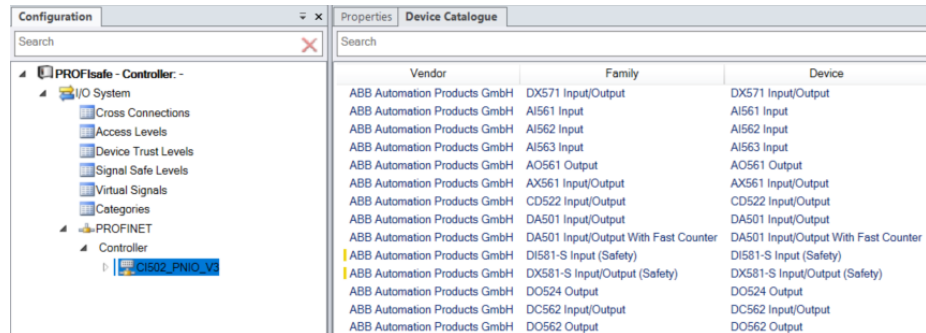 Configuration
Search
PROFIsafe - Controller: -
I/O System
Cross Connections
Access Levels
Device Trust Levels
Signal Safe Levels
Virtual Signals
Categories
PROFINET
Controller
CI502_PNIO_V3
Properties Device Catalogue
Search
Vendor Family Device
ABB Automation Products GmbH DX571 Input/Output DX571 Input/Output
ABB Automation Products GmbH AI561 Input AI561 Input
ABB Automation Products GmbH AI562 Input AI562 Input
ABB Automation Products GmbH AI563 Input AI563 Input
ABB Automation Products GmbH AO561 Output AO561 Output
ABB Automation Products GmbH AX561 Input/Output AX561 Input/Output
ABB Automation Products GmbH CD522 Input/Output CD522 Input/Output
ABB Automation Products GmbH DA501 Input/Output DA501 Input/Output
ABB Automation Products GmbH DA501 Input/Output With Fast Counter DA501 Input/Output With Fast Counter
ABB Automation Products GmbH DI581-S Input (Safety) DI581-S Input (Safety)
ABB Automation Products GmbH DX581-S Input/Output (Safety) DX581-S Input/Output (Safety)
ABB Automation Products GmbH DO524 Output DO524 Output
ABB Automation Products GmbH DC562 Input/Output DC562 Input/Output
ABB Automation Products GmbH DO562 Output DO562 Output